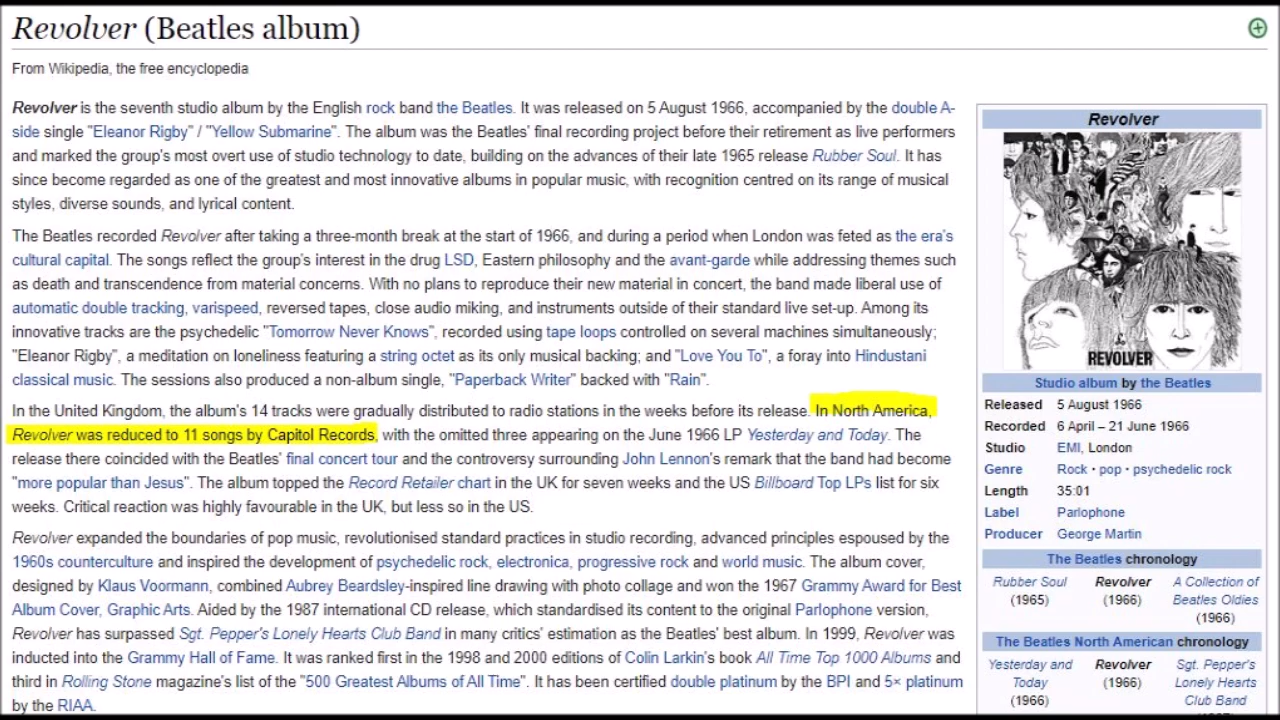 Revolver (Beatles album)
From Wikipedia, the free encyclopedia
Revolver is the seventh studio album by the English rock band the Beatles. It was released on 5 August 1966, accompanied by the double A-
side single "Eleanor Rigby" / "Yellow Submarine". The album was the Beatles' final recording project before their retirement as live performers
and marked the group's most overt use of studio technology to date, building on the advances of their late 1965 release Rubber Soul. It has
since become regarded as one of the greatest and most innovative albums in popular music, with recognition centred on its range of musical
styles, diverse sounds, and lyrical content.
The Beatles recorded Revolver after taking a three-month break at the start of 1966, and during a period when London was feted as the era's
cultural capital. The songs reflect the group's interest in the drug LSD, Eastern philosophy and the avant-garde while addressing themes such
as death and transcendence from material concerns. With no plans to reproduce their new material in concert, the band made liberal use of
automatic double tracking, varispeed, reversed tapes, close audio miking, and instruments outside of their standard live set-up. Among its
innovative tracks are the psychedelic "Tomorrow Never Knows", recorded using tape loops controlled on several machines simultaneously;
"Eleanor Rigby", a meditation on loneliness featuring a string octet as its only musical backing; and "Love You To", a foray into Hindustani
classical music. The sessions also produced a non-album single, "Paperback Writer" backed with "Rain".
In the United Kingdom, the album's 14 tracks were gradually distributed to radio stations in the weeks before its release. In North America,
Revolver was reduced to 11 songs by Capitol Records, with the omitted three appearing on the June 1966 LP Yesterday and Today. The
release there coincided with the Beatles' final concert tour and the controversy surrounding John Lennon's remark that the band had become
"more popular than Jesus". The album topped the Record Retailer chart in the UK for seven weeks and the US Billboard Top LPs list for six
weeks. Critical reaction was highly favourable in the UK, but less so in the US.
Revolver expanded the boundaries of pop music, revolutionised standard practices in studio recording, advanced principles espoused by the
1960s counterculture and inspired the development of psychedelic rock, electronica, progressive rock and world music. The album cover,
designed by Klaus Voormann, combined Aubrey Beardsley-inspired line drawing with photo collage and won the 1967 Grammy Award for Best
Album Cover, Graphic Arts. Aided by the 1987 international CD release, which standardised its content to the original Parlophone version,
Revolver has surpassed Sgt. Pepper's Lonely Hearts Club Band in many critics' estimation as the Beatles' best album. In 1999, Revolver was
inducted into the Grammy Hall of Fame. It was ranked first in the 1998 and 2000 editions of Colin Larkin's book All Time Top 1000 Albums and
third in Rolling Stone magazine's list of the "500 Greatest Albums of All Time". It has been certified double platinum by the BPI and 5× platinum
by the RIAA.
Revolver
REVOLVER
Studio album by the Beatles
Released 5 August 1966
Recorded 6 April – 21 June 1966
Studio EMI, London
Genre Rock · pop · psychedelic rock
Length 35:01
Label Parlophone
Producer George Martin
The Beatles chronology
Rubber Soul Revolver A Collection of
(1965) (1966) Beatles Oldies
(1966)
The Beatles North American chronology
Yesterday and Revolver Sgt. Pepper's
Today (1966) Lonely Hearts
(1966) Club Band